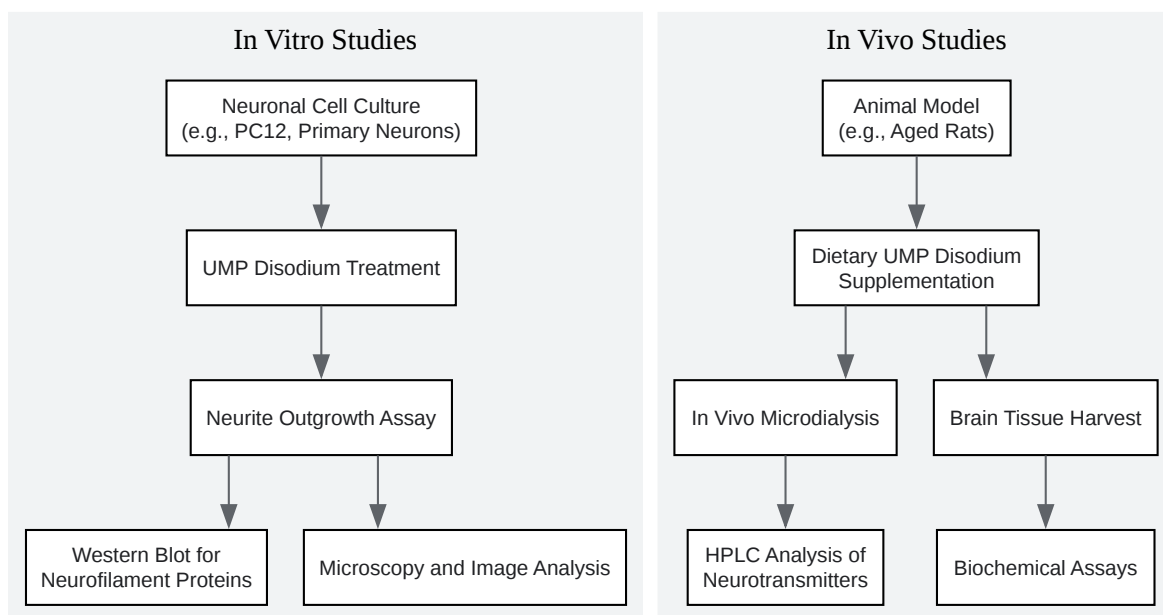 In Vitro Studies
Neuronal Cell Culture
(e.g., PC12, Primary Neurons)
UMP Disodium Treatment
Neurite Outgrowth Assay
Western Blot for
Neurofilament Proteins
Microscopy and Image Analysis
In Vivo Studies
Animal Model
(e.g., Aged Rats)
Dietary UMP Disodium
Supplementation
In Vivo Microdialysis
Brain Tissue Harvest
HPLC Analysis of
Neurotransmitters
Biochemical Assays